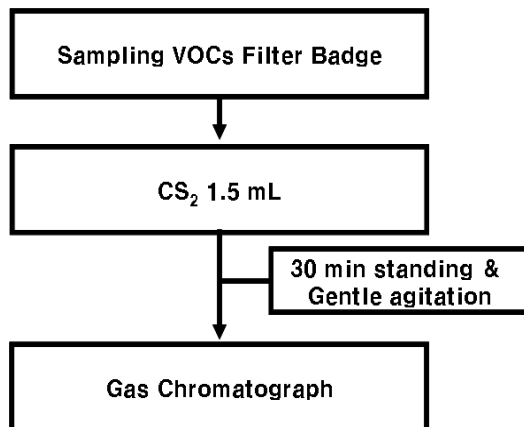 Sampling VOCs Filter Badge
CS₂ 1.5 mL
30 min standing &
Gentle agitation
Gas Chromatograph